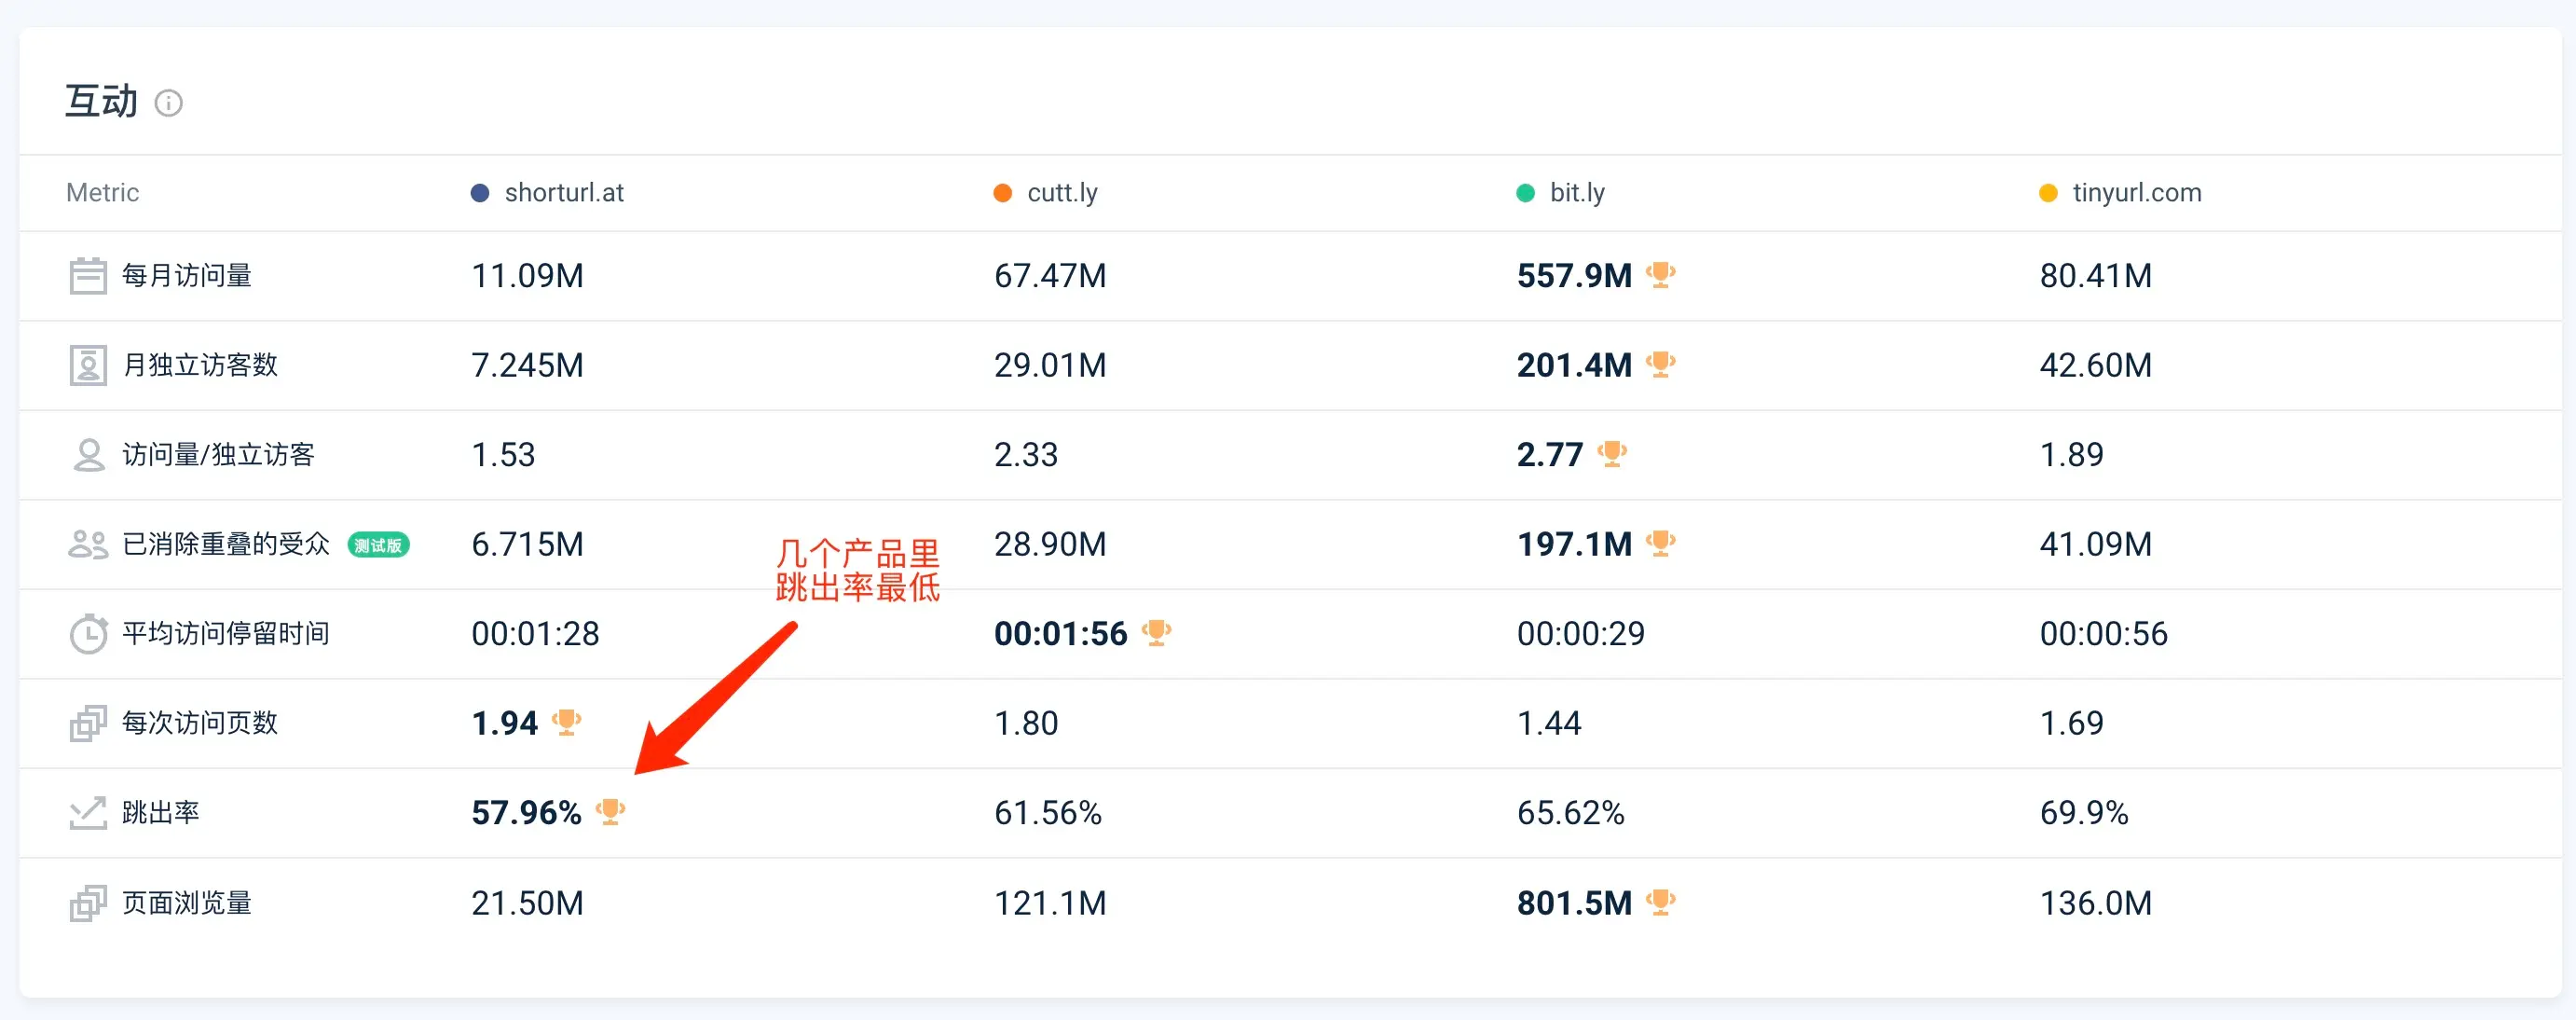 互动
Metric shorturl.at cutt.ly bit.ly tinyurl.com
每月访问量 11.09M 67.47M 557.9M 80.41M
月独立访客数 7.245M 29.01M 201.4M 42.60M
访问量/独立访客 1.53 2.33 2.77 1.89
已消除重叠的受众 测试版 6.715M 28.90M 197.1M 41.09M
几个产品里
跳出率最低
平均访问停留时间 00:01:28 00:01:56 00:00:29 00:00:56
每次访问页数 1.94 1.80 1.44 1.69
跳出率 57.96% 61.56% 65.62% 69.9%
页面浏览量 21.50M 121.1M 801.5M 136.0M